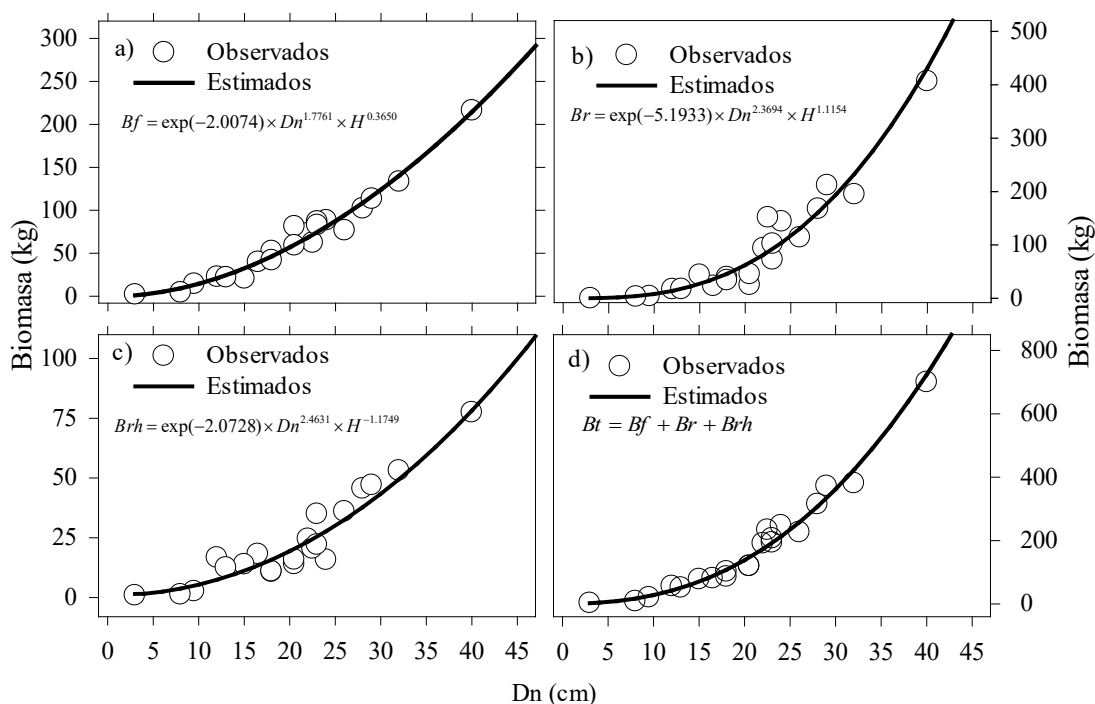 a)
Observados
Estimados
Bf = exp(−2.0074) × Dn^1.7761 × H^0.3650
300
250
200
150
100
50
0
b)
Observados
Estimados
Br = exp(−5.1933) × Dn^2.3694 × H^1.1154
500
400
300
200
100
0
Biomasa (kg)
Biomasa (kg)
c)
Observados
Estimados
Brh = exp(−2.0728) × Dn^2.4631 × H^−1.1749
100
75
50
25
0
d)
Observados
Estimados
Bt = Bf + Br + Brh
800
600
400
200
0
0 5 10 15 20 25 30 35 40 45
0 5 10 15 20 25 30 35 40 45
Dn (cm)